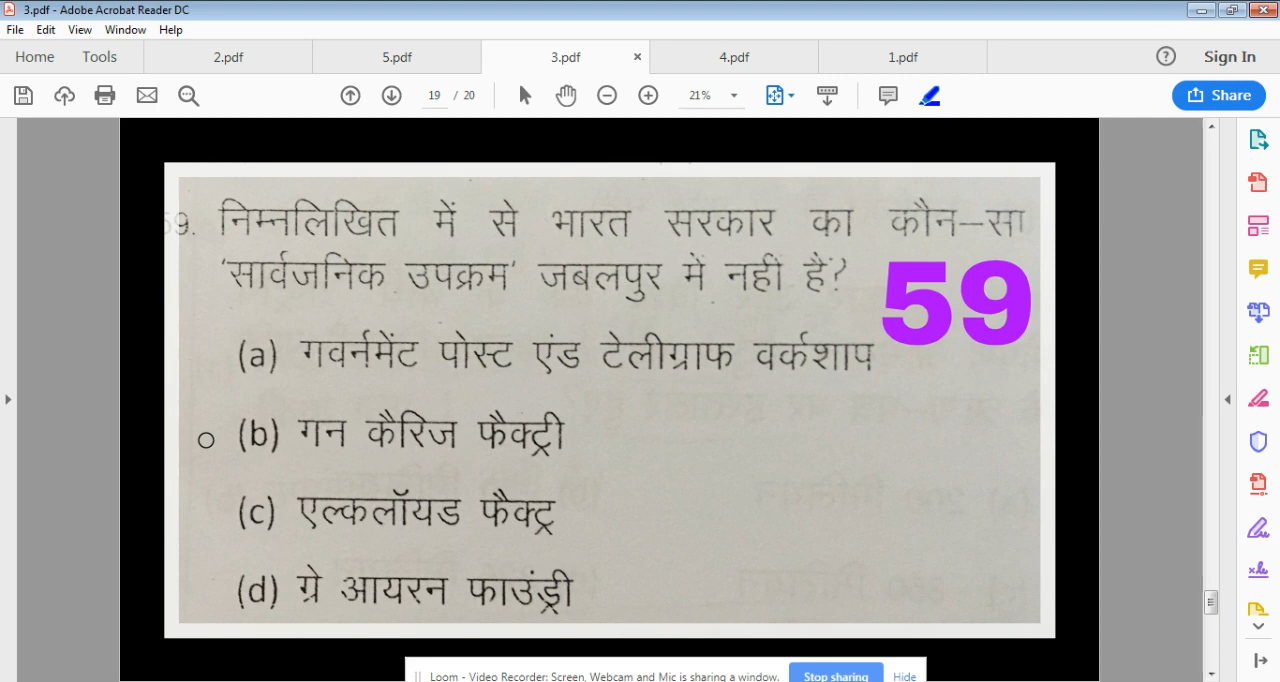 3.pdf - Adobe Acrobat Reader DC
File Edit View Window Help
Home Tools 2.pdf 5.pdf 3.pdf × 4.pdf 1.pdf ? Sign In
19 / 20 21% Share
59. निम्नलिखित में से भारत सरकार का कौन–सा
'सार्वजनिक उपक्रम' जबलपुर में नहीं है?
59
(a) गवर्नमेंट पोस्ट एंड टेलीग्राफ वर्कशाप
(b) गन कैरिज फैक्ट्री
(c) एल्कलॉयड फैक्ट्र
(d) ग्रे आयरन फाउंड्री
Loom - Video Recorder: Screen, Webcam and Mic is sharing a window. Stop sharing Hide